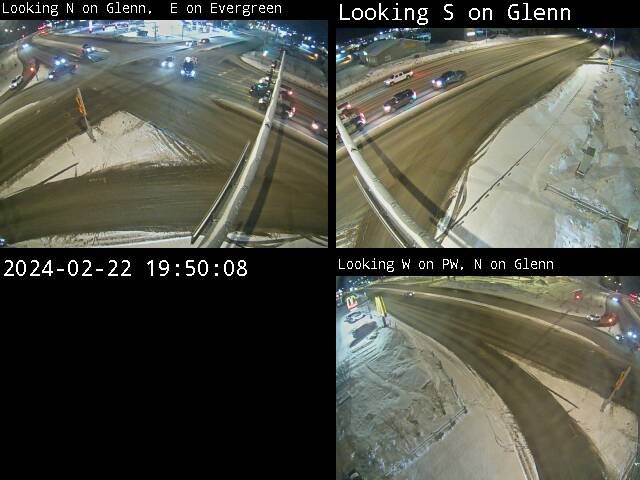 Looking N on Glenn,  E on Evergreen
Looking S on Glenn
2024-02-22 19:50:08
Looking W on PW, N on Glenn